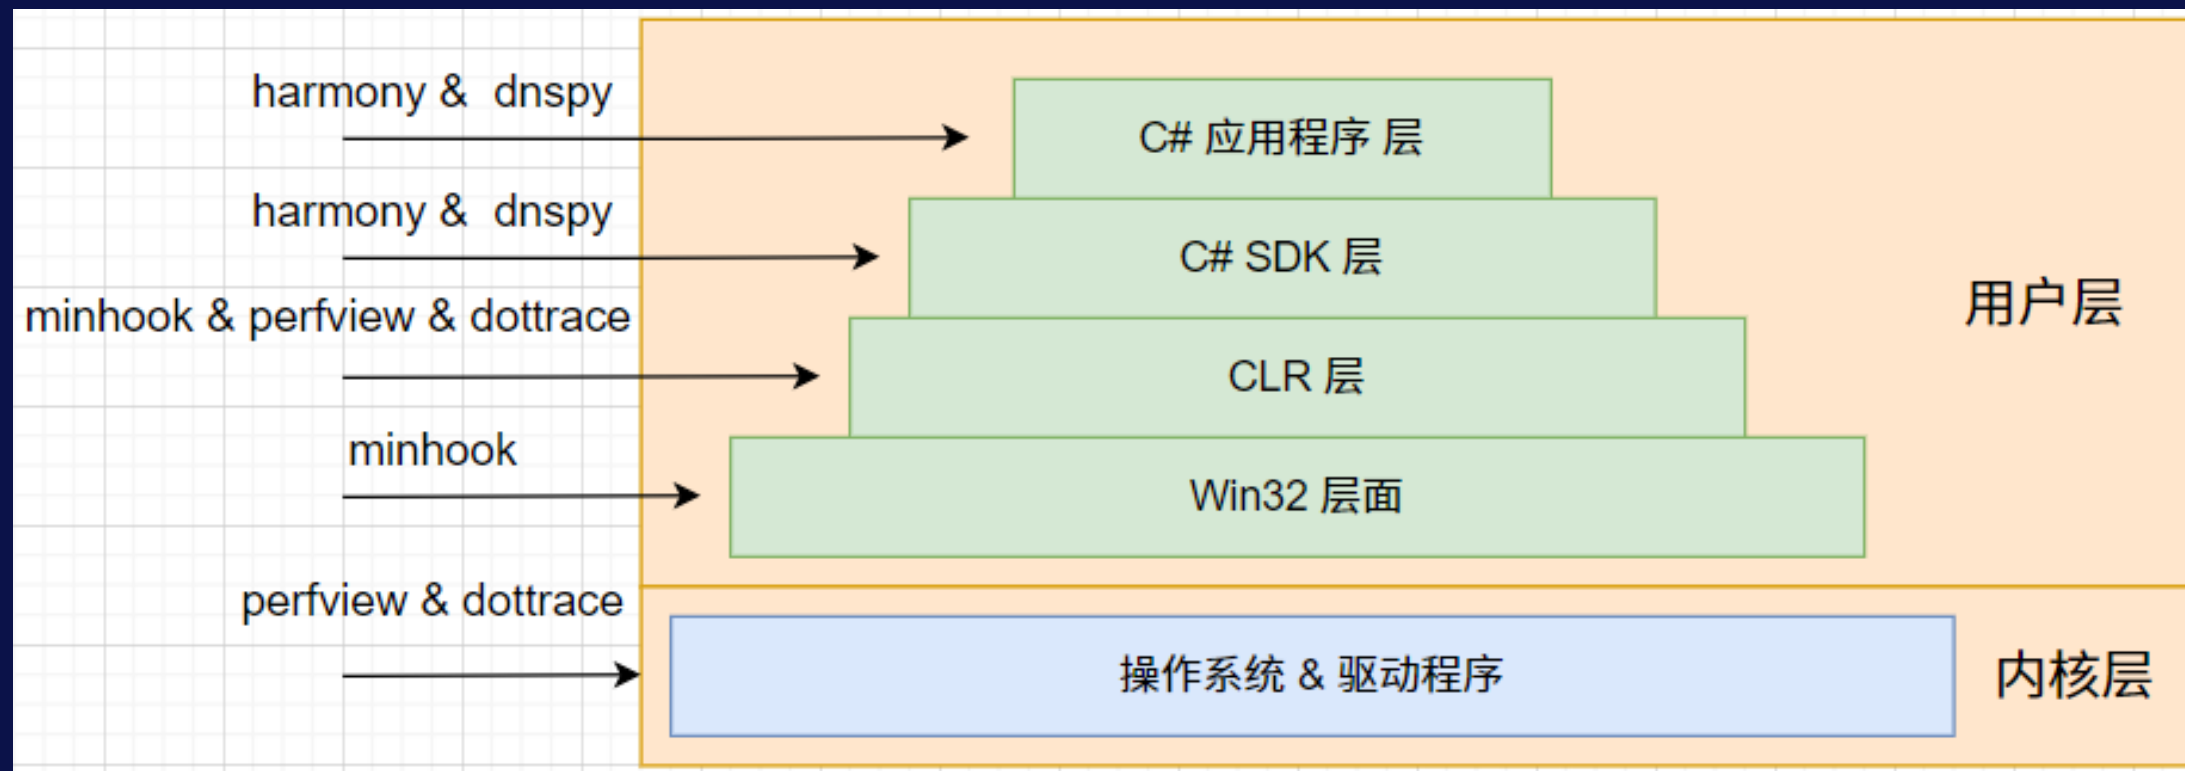 harmony & dnspy
C# 应用程序 层
harmony & dnspy
C# SDK 层
用户层
minhook & perfview & dottrace
CLR 层
minhook
Win32 层面
perfview & dottrace
操作系统 & 驱动程序
内核层